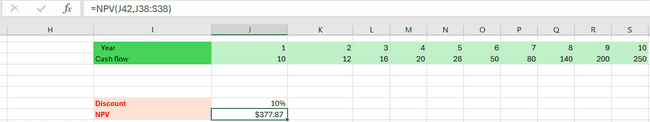 fx =NPV(J42,J38:S38)
H I J K L M N O P Q R S
Year 1 2 3 4 5 6 7 8 9 10
Cash flow 10 12 16 20 28 50 80 140 200 250
Discount 10%
NPV $377.87